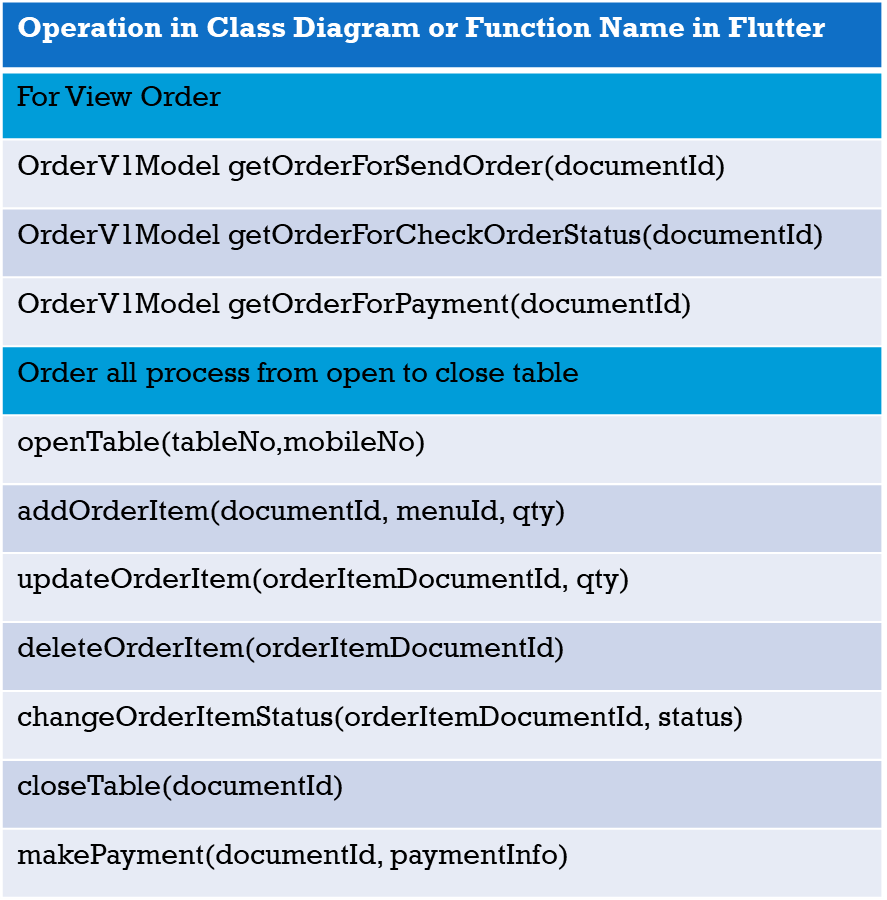 Operation in Class Diagram or Function Name in Flutter
For View Order
OrderV1Model getOrderForSendOrder(documentId)
OrderV1Model getOrderForCheckOrderStatus(documentId)
OrderV1Model getOrderForPayment(documentId)
Order all process from open to close table
openTable(tableNo,mobileNo)
addOrderItem(documentId, menuId, qty)
updateOrderItem(orderItemDocumentId, qty)
deleteOrderItem(orderItemDocumentId)
changeOrderItemStatus(orderItemDocumentId, status)
closeTable(documentId)
makePayment(documentId, paymentInfo)